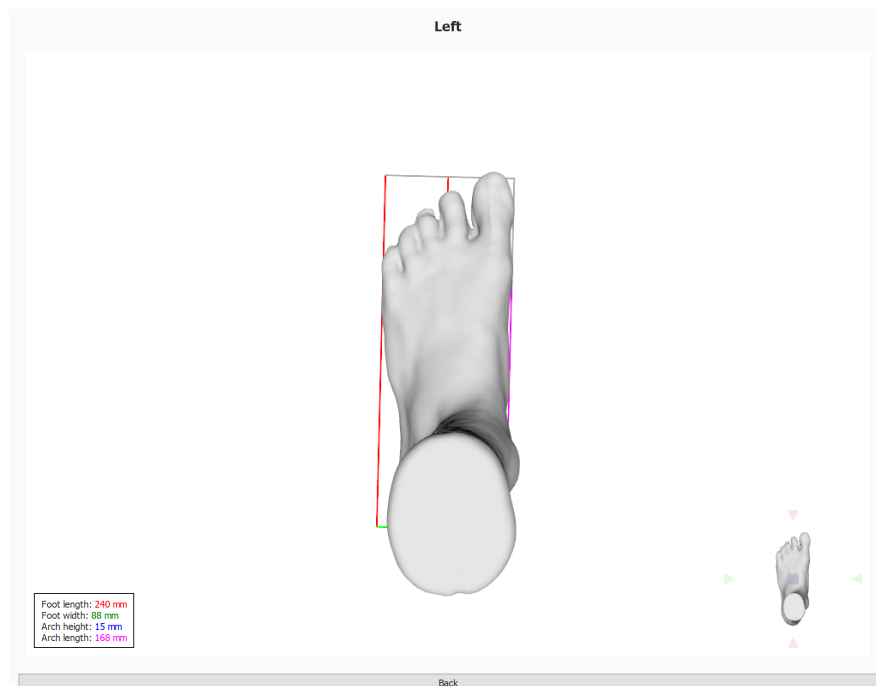 Left
Foot length: 240 mm
Foot width: 88 mm
Arch height: 15 mm
Arch length: 168 mm
Back